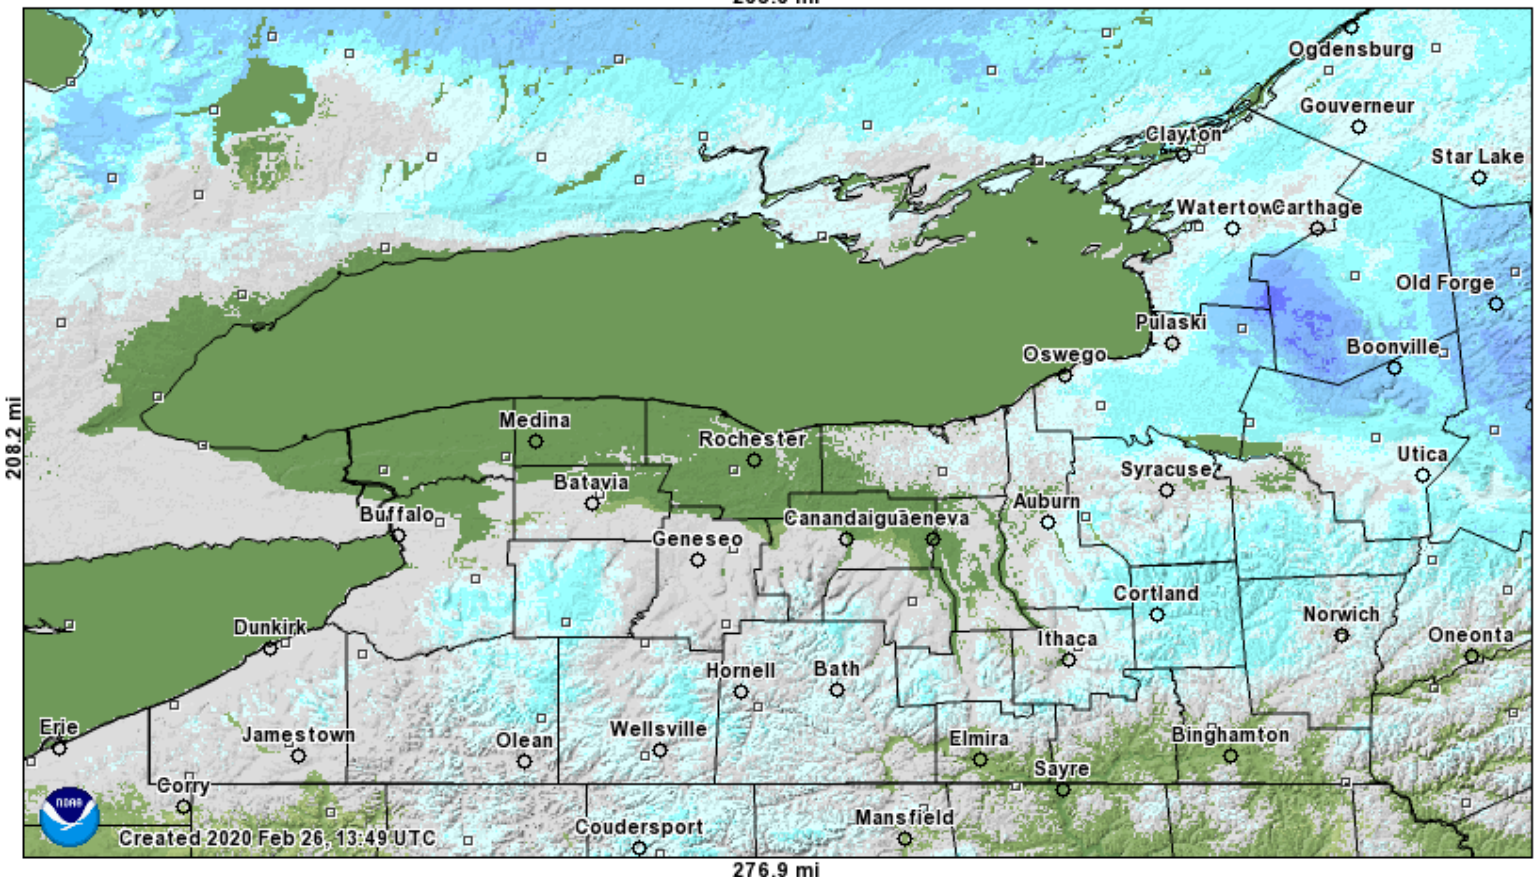 Ogdensburg
Gouverneur
Clayton
Star Lake
Carthage
Old Forge
Pulaski
Boonville
Oswego
208.2 mi
Medina
Rochester
Utica
Syracuse
Batavia
Auburn
Buffalo
Geneseo
Cortland
Norwich
Dunkirk
Ithaca
Oneonta
Hornell
Bath
Erie
Jamestown
Olean
Wellsville
Elmira
Binghamton
Sayre
Corry
NOAA
Coudersport
Mansfield
Created 2020 Feb 26, 13:49 UTC
276.9 mi